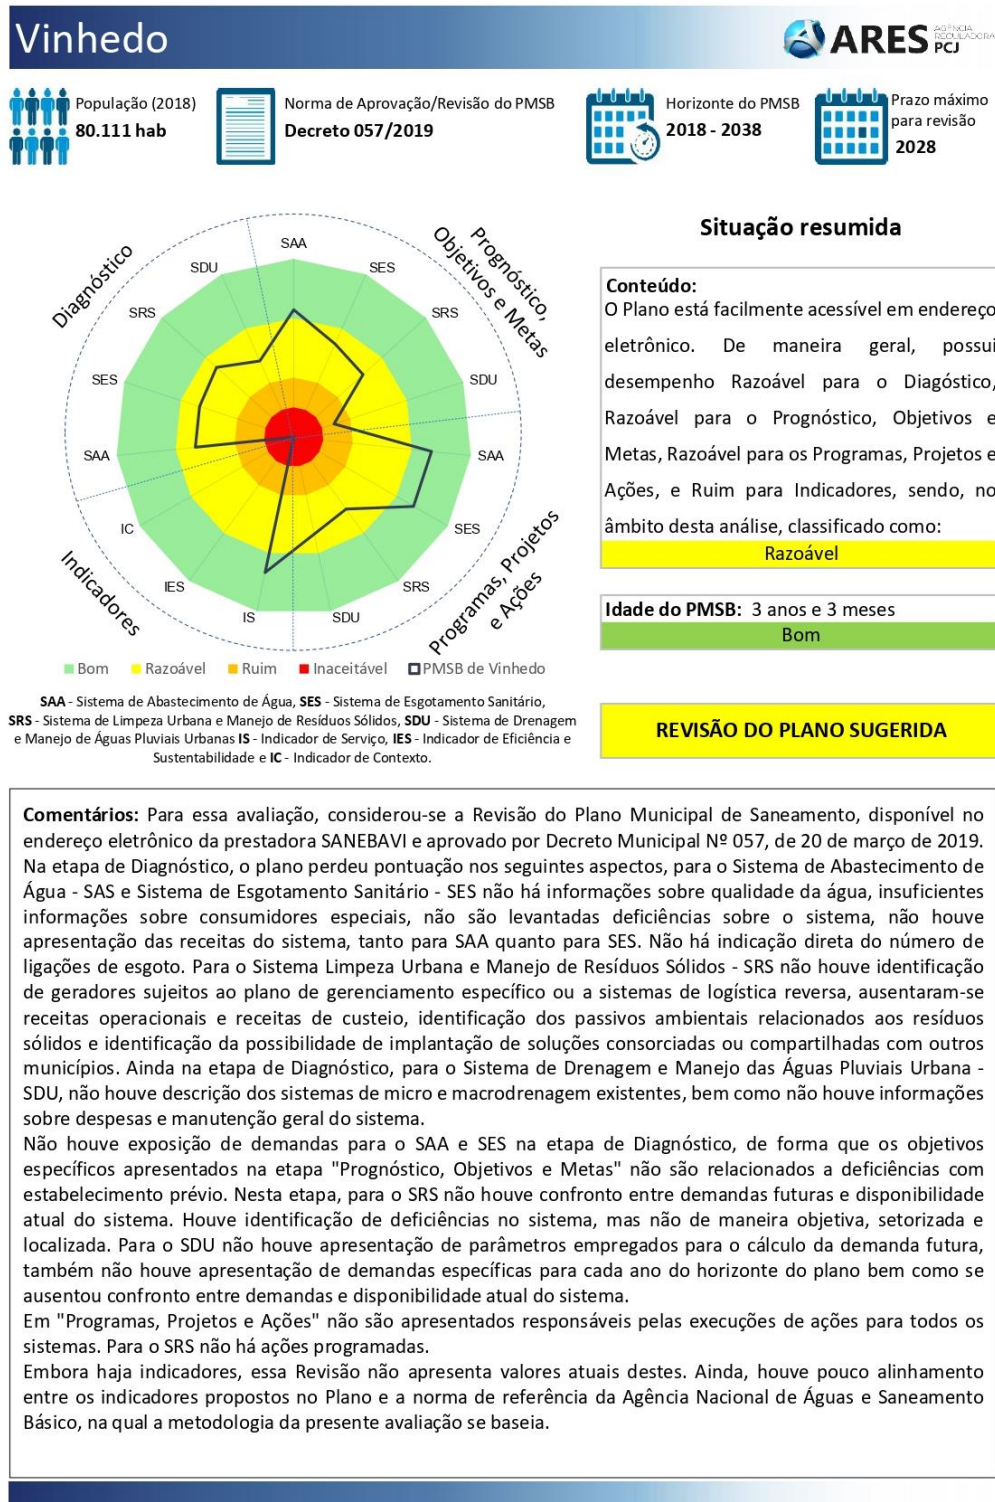 Vinhedo
ARES
AGÊNCIA
REGULADORA
PCJ
População (2018)
80.111 hab
Norma de Aprovação/Revisão do PMSB
Decreto 057/2019
Horizonte do PMSB
2018 - 2038
Prazo máximo
para revisão
2028
Diagnóstico
Prognóstico,
Objetivos e Metas
SAA
SES
SRS
SDU
SAA
SES
SRS
SDU
IS
IES
IC
SAA
SES
SRS
SDU
Programas, Projetos
e Ações
Indicadores
Bom
Razoável
Ruim
Inaceitável
PMSB de Vinhedo
SAA - Sistema de Abastecimento de Água, SES - Sistema de Esgotamento Sanitário,
SRS - Sistema de Limpeza Urbana e Manejo de Resíduos Sólidos, SDU - Sistema de Drenagem
e Manejo de Águas Pluviais Urbanas IS - Indicador de Serviço, IES - Indicador de Eficiência e
Sustentabilidade e IC - Indicador de Contexto.
Situação resumida
Conteúdo:
O Plano está facilmente acessível em endereço
eletrônico. De maneira geral, possui
desempenho Razoável para o Diagóstico,
Razoável para o Prognóstico, Objetivos e
Metas, Razoável para os Programas, Projetos e
Ações, e Ruim para Indicadores, sendo, no
âmbito desta análise, classificado como:
Razoável
Idade do PMSB: 3 anos e 3 meses
Bom
REVISÃO DO PLANO SUGERIDA
Comentários: Para essa avaliação, considerou-se a Revisão do Plano Municipal de Saneamento, disponível no
endereço eletrônico da prestadora SANEBAVI e aprovado por Decreto Municipal Nº 057, de 20 de março de 2019.
Na etapa de Diagnóstico, o plano perdeu pontuação nos seguintes aspectos, para o Sistema de Abastecimento de
Água - SAS e Sistema de Esgotamento Sanitário - SES não há informações sobre qualidade da água, insuficientes
informações sobre consumidores especiais, não são levantadas deficiências sobre o sistema, não houve
apresentação das receitas do sistema, tanto para SAA quanto para SES. Não há indicação direta do número de
ligações de esgoto. Para o Sistema Limpeza Urbana e Manejo de Resíduos Sólidos - SRS não houve identificação
de geradores sujeitos ao plano de gerenciamento específico ou a sistemas de logística reversa, ausentaram-se
receitas operacionais e receitas de custeio, identificação dos passivos ambientais relacionados aos resíduos
sólidos e identificação da possibilidade de implantação de soluções consorciadas ou compartilhadas com outros
municípios. Ainda na etapa de Diagnóstico, para o Sistema de Drenagem e Manejo das Águas Pluviais Urbana -
SDU, não houve descrição dos sistemas de micro e macrodrenagem existentes, bem como não houve informações
sobre despesas e manutenção geral do sistema.
Não houve exposição de demandas para o SAA e SES na etapa de Diagnóstico, de forma que os objetivos
específicos apresentados na etapa "Prognóstico, Objetivos e Metas" não são relacionados a deficiências com
estabelecimento prévio. Nesta etapa, para o SRS não houve confronto entre demandas futuras e disponibilidade
atual do sistema. Houve identificação de deficiências no sistema, mas não de maneira objetiva, setorizada e
localizada. Para o SDU não houve apresentação de parâmetros empregados para o cálculo da demanda futura,
também não houve apresentação de demandas específicas para cada ano do horizonte do plano bem como se
ausentou confronto entre demandas e disponibilidade atual do sistema.
Em "Programas, Projetos e Ações" não são apresentados responsáveis pelas execuções de ações para todos os
sistemas. Para o SRS não há ações programadas.
Embora haja indicadores, essa Revisão não apresenta valores atuais destes. Ainda, houve pouco alinhamento
entre os indicadores propostos no Plano e a norma de referência da Agência Nacional de Águas e Saneamento
Básico, na qual a metodologia da presente avaliação se baseia.